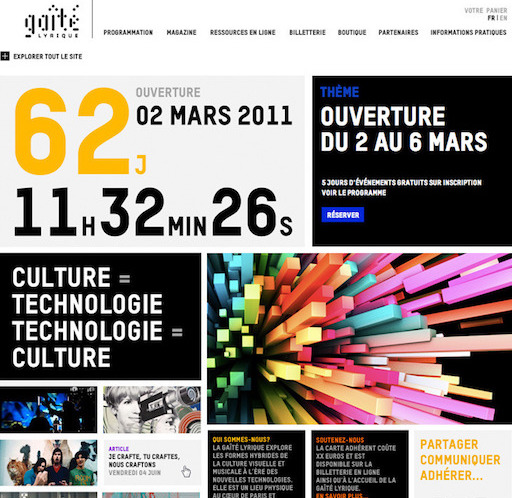 gaîté
LYRIQUE
VOTRE PANIER
FR | EN
PROGRAMMATION MAGAZINE RESSOURCES EN LIGNE BILLETTERIE BOUTIQUE PARTENAIRES INFORMATIONS PRATIQUES
+ EXPLORER TOUT LE SITE
62J
OUVERTURE
02 MARS 2011
11H32MIN26S
THÈME
OUVERTURE
DU 2 AU 6 MARS
5 JOURS D'ÉVÉNEMENTS GRATUITS SUR INSCRIPTION
VOIR LE PROGRAMME
RÉSERVER
CULTURE =
TECHNOLOGIE
TECHNOLOGIE =
CULTURE
ARTICLE
JE CRAFTE, TU CRAFTES,
NOUS CRAFTONS
VENDREDI 04 JUIN
QUI SOMMES-NOUS?
LA GAÎTÉ LYRIQUE EXPLORE
LES FORMES HYBRIDES DE
LA CULTURE VISUELLE ET
MUSICALE À L'ÈRE DES
NOUVELLES TECHNOLOGIES.
ELLE EST UN LIEU PHYSIQUE
AU CŒUR DE PARIS ET
SOUTENEZ-NOUS
LA CARTE ADHÉRENT COÛTE
XX EUROS ET EST
DISPONIBLE SUR LA
BILLETTERIE EN LIGNE
AINSI QU'À L'ACCUEIL DE LA
GAÎTÉ LYRIQUE.
EN SAVOIR PLUS...
PARTAGER
COMMUNIQUER
ADHÉRER...